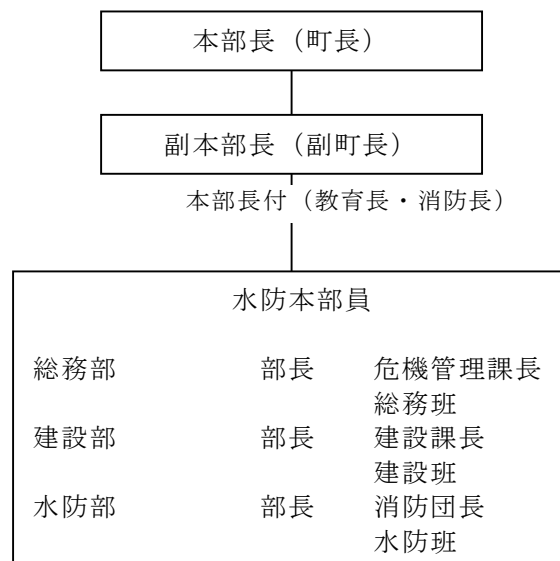 本部長（町長）
副本部長（副町長）
本部長付（教育長・消防長）
水防本部員
総務部 部長 危機管理課長
総務班
建設部 部長 建設課長
建設班
水防部 部長 消防団長
水防班